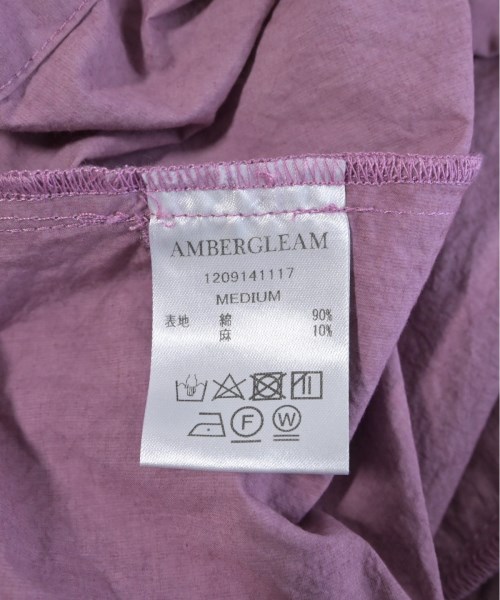 AMBERGLEAM
1209141117
MEDIUM
表地 綿 90%
麻 10%
F W